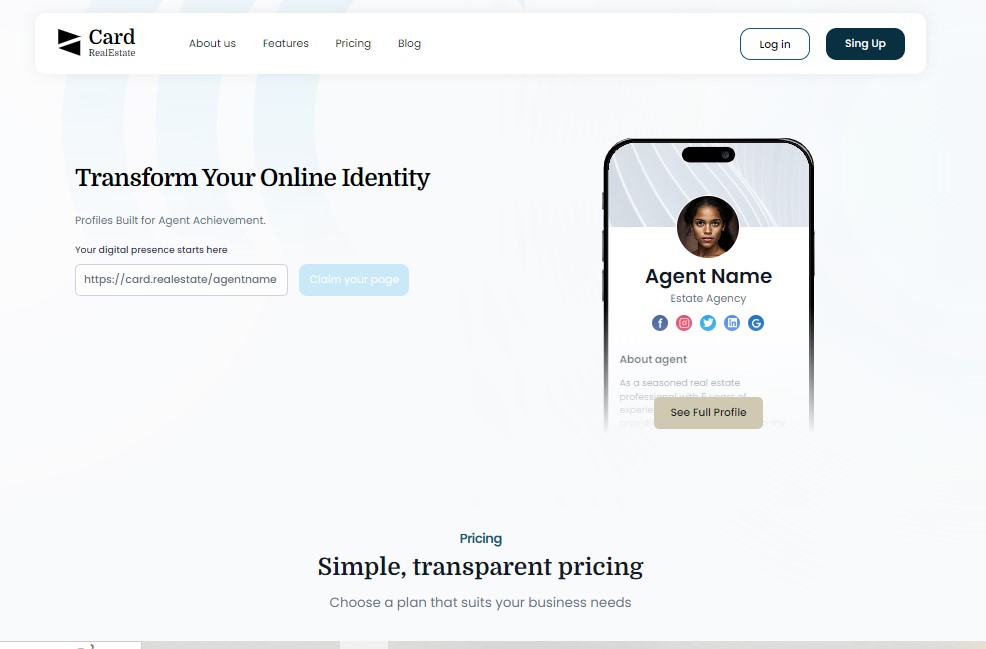 Card
RealEstate
About us
Features
Pricing
Blog
Log in
Sing Up
Transform Your Online Identity
Profiles Built for Agent Achievement.
Your digital presence starts here
https://card.realestate/agentname
Claim your page
Agent Name
Estate Agency
About agent
As a seasoned real estate
professional with 5 years of
See Full Profile
Pricing
Simple, transparent pricing
Choose a plan that suits your business needs